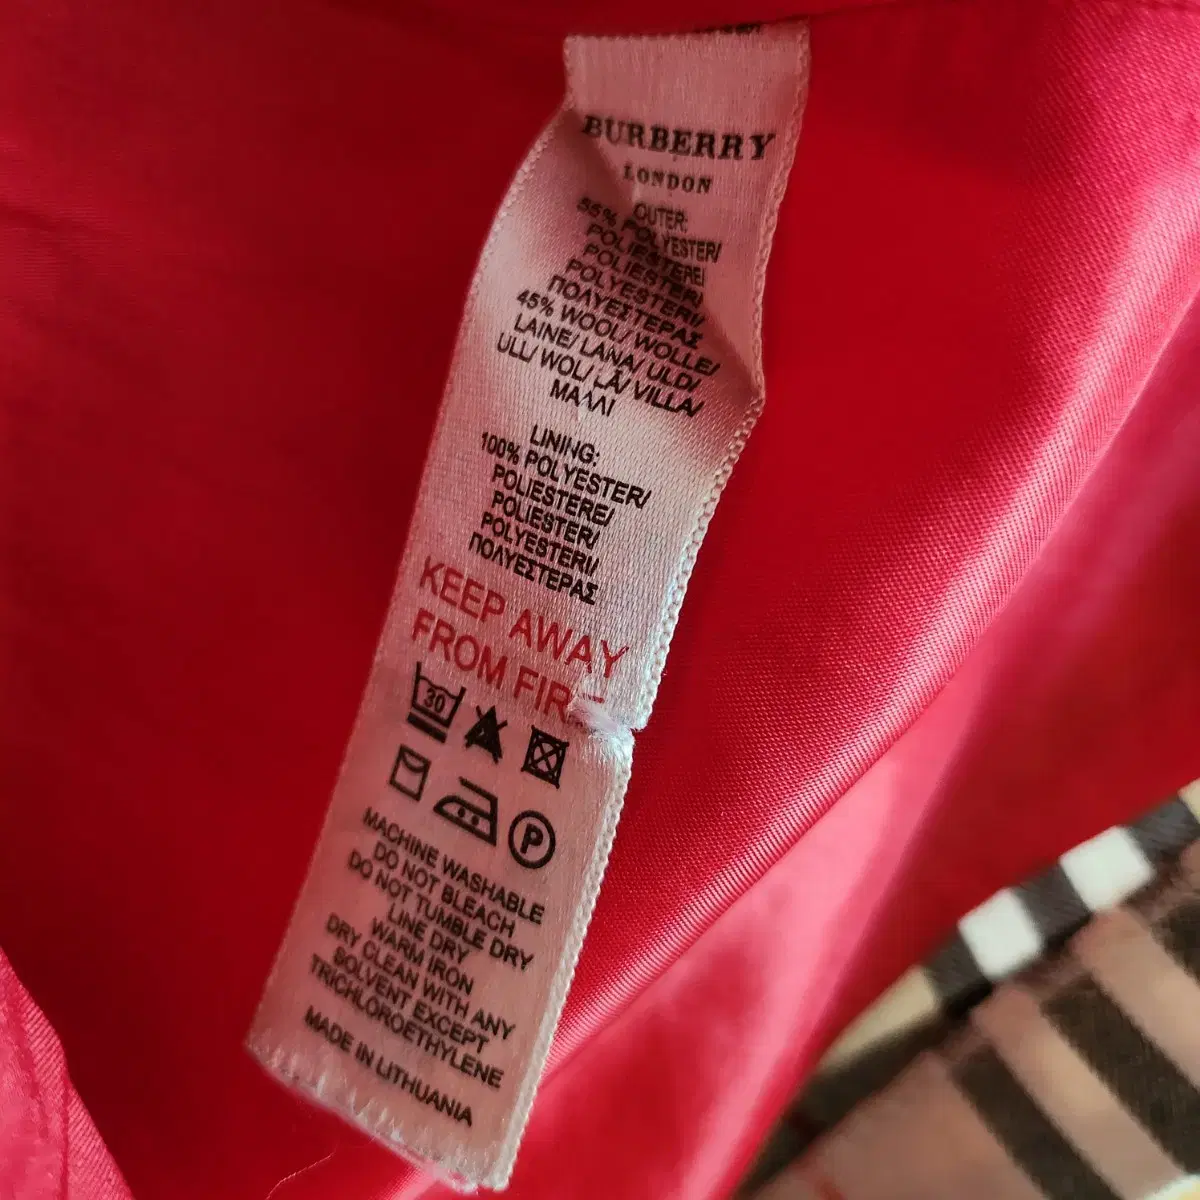 BURBERRY
LONDON
OUTER:
55% POLYESTER/
POLIESTERE/
POLIESTER/
POLYESTERI/
ΠΟΛΥΕΣΤΕΡΑΣ
45% WOOL/ WOLLE/
LAINE/ LANA/ ULD/
ULL/ WOL/ LÃ/ VILLA/
ΜΑΛΛΙ
LINING:
100% POLYESTER/
POLIESTERE/
POLIESTER/
POLYESTERI/
ΠΟΛΥΕΣΤΕΡΑΣ
KEEP AWAY
FROM FIRE
30
P
MACHINE WASHABLE
DO NOT BLEACH
DO NOT TUMBLE DRY
LINE DRY
WARM IRON
DRY CLEAN WITH ANY
SOLVENT EXCEPT
TRICHLOROETHYLENE
MADE IN LITHUANIA